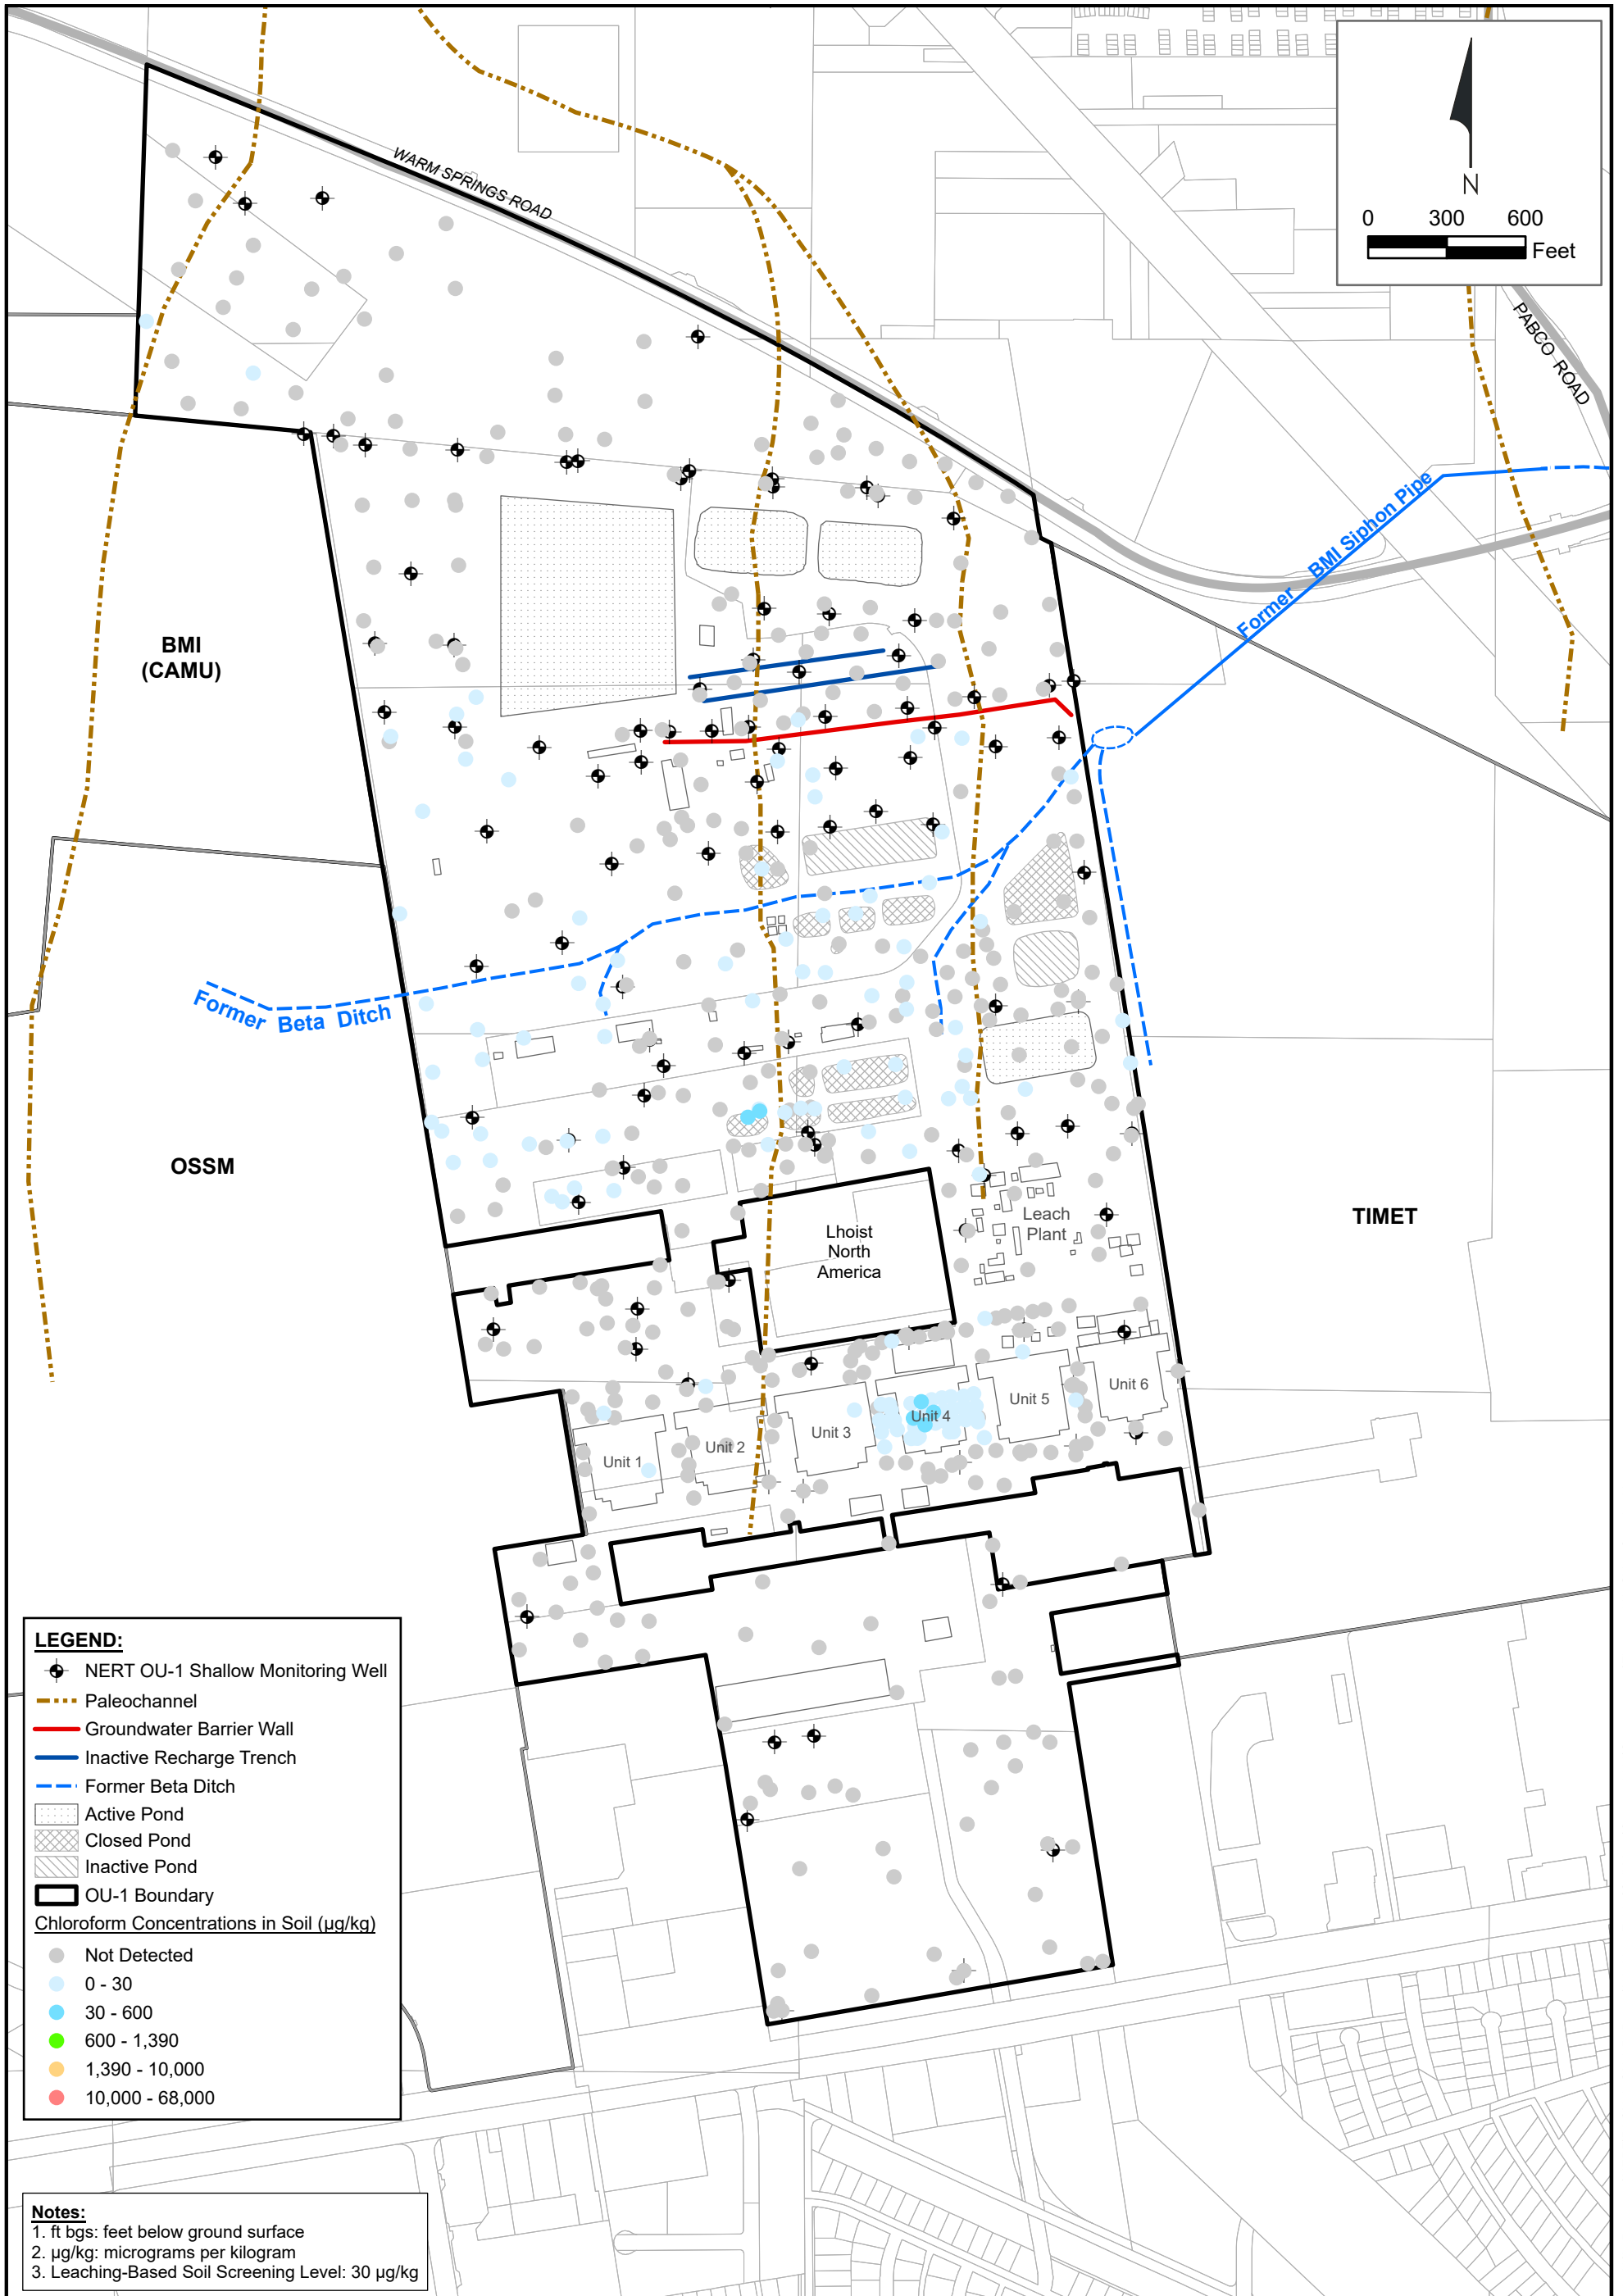 N
0 300 600
Feet
WARM SPRINGS ROAD
PABCO ROAD
Former BMI Siphon Pipe
BMI
(CAMU)
Former Beta Ditch
OSSM
TIMET
Lhoist
North
America
Leach
Plant
Unit 1
Unit 2
Unit 3
Unit 4
Unit 5
Unit 6
LEGEND:
NERT OU-1 Shallow Monitoring Well
Paleochannel
Groundwater Barrier Wall
Inactive Recharge Trench
Former Beta Ditch
Active Pond
Closed Pond
Inactive Pond
OU-1 Boundary
Chloroform Concentrations in Soil (µg/kg)
Not Detected
0 - 30
30 - 600
600 - 1,390
1,390 - 10,000
10,000 - 68,000
Notes:
1. ft bgs: feet below ground surface
2. µg/kg: micrograms per kilogram
3. Leaching-Based Soil Screening Level: 30 µg/kg